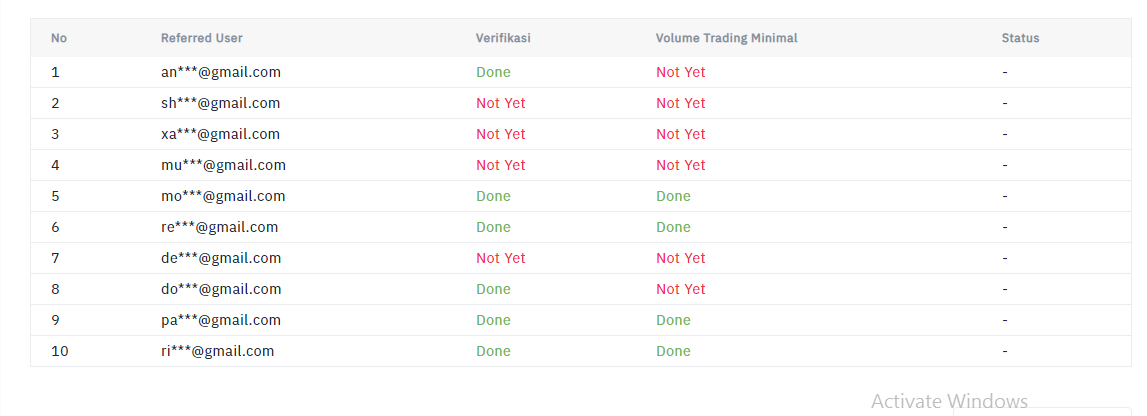 No Referred User Verifikasi Volume Trading Minimal Status
1 an***@gmail.com Done Not Yet -
2 sh***@gmail.com Not Yet Not Yet -
3 xa***@gmail.com Not Yet Not Yet -
4 mu***@gmail.com Not Yet Not Yet -
5 mo***@gmail.com Done Done -
6 re***@gmail.com Done Done -
7 de***@gmail.com Not Yet Not Yet -
8 do***@gmail.com Done Not Yet -
9 pa***@gmail.com Done Done -
10 ri***@gmail.com Done Done -
Activate Windows